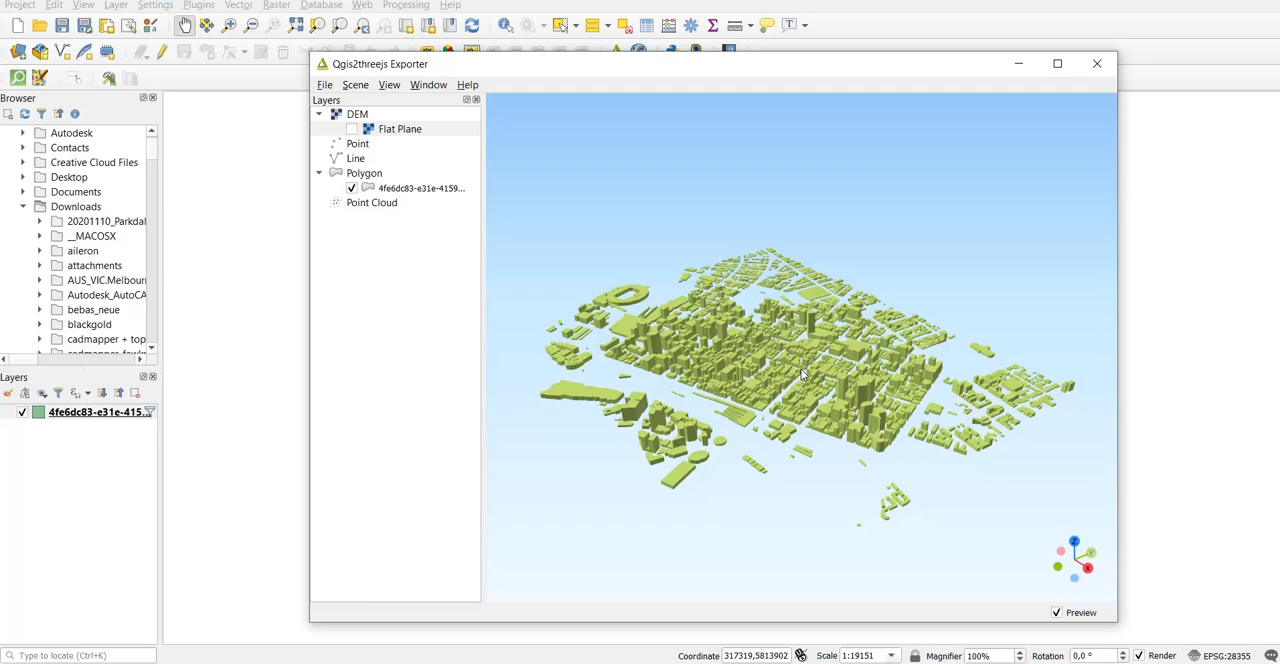 Project Edit View Layer Settings Plugins Vector Raster Database Web Processing Help
Qgis2threejs Exporter
File Scene View Window Help
Layers
DEM
Flat Plane
Point
Line
Polygon
4fe6dc83-e31e-4159...
Point Cloud
Z
Y
X
Preview
Browser
Autodesk
Contacts
Creative Cloud Files
Desktop
Documents
Downloads
20201110_Parkdal
__MACOSX
aileron
attachments
AUS_VIC.Melbour
Autodesk_AutoCA
bebas_neue
blackgold
cadmapper + top
Layers
4fe6dc83-e31e-415...
Type to locate (Ctrl+K)
Coordinate 317319,5813902 Scale 1:19151 Magnifier 100% Rotation 0,0 ° Render EPSG:28355